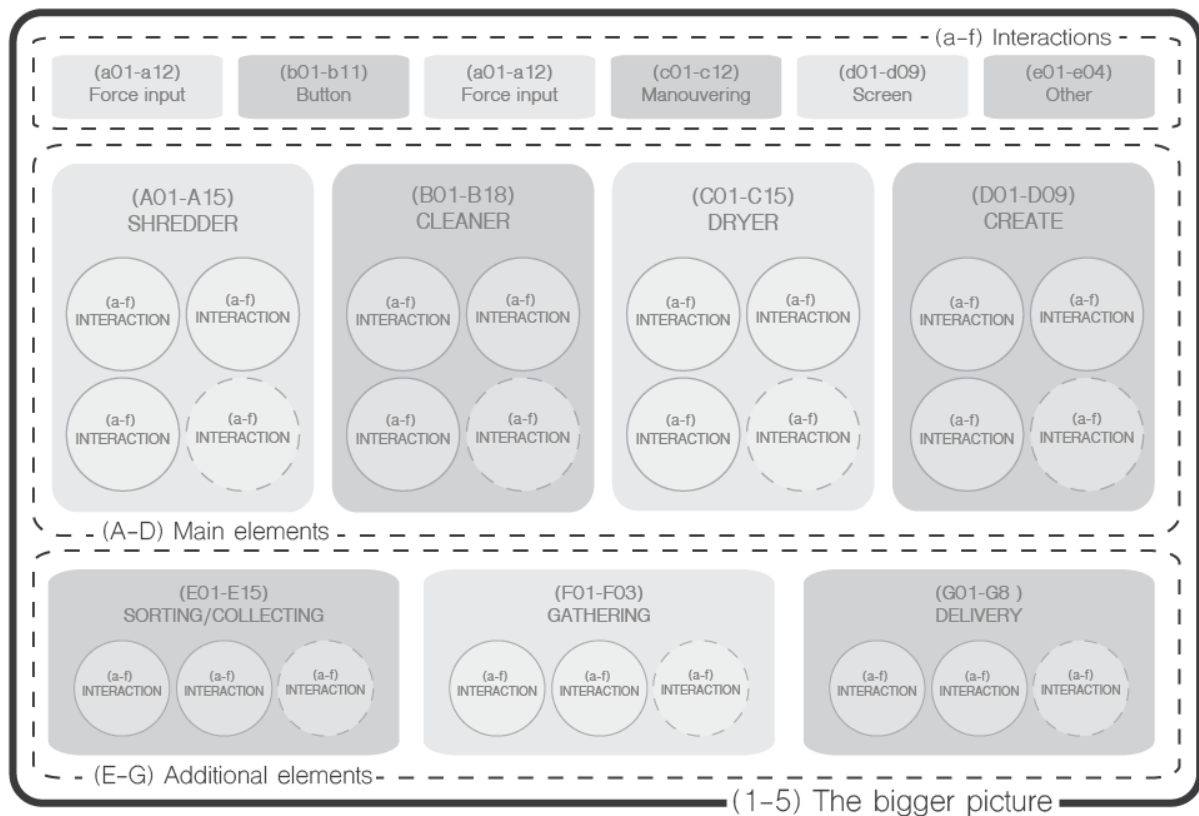 (a-f) Interactions
(a01-a12)
Force input
(b01-b11)
Button
(a01-a12)
Force input
(c01-c12)
Manouvering
(d01-d09)
Screen
(e01-e04)
Other
(A01-A15)
SHREDDER
(a-f)
INTERACTION
(a-f)
INTERACTION
(a-f)
INTERACTION
(a-f)
INTERACTION
(B01-B18)
CLEANER
(a-f)
INTERACTION
(a-f)
INTERACTION
(a-f)
INTERACTION
(a-f)
INTERACTION
(C01-C15)
DRYER
(a-f)
INTERACTION
(a-f)
INTERACTION
(a-f)
INTERACTION
(a-f)
INTERACTION
(D01-D09)
CREATE
(a-f)
INTERACTION
(a-f)
INTERACTION
(a-f)
INTERACTION
(a-f)
INTERACTION
(A-D) Main elements
(E01-E15)
SORTING/COLLECTING
(a-f)
INTERACTION
(a-f)
INTERACTION
(a-f)
INTERACTION
(F01-F03)
GATHERING
(a-f)
INTERACTION
(a-f)
INTERACTION
(a-f)
INTERACTION
(G01-G8 )
DELIVERY
(a-f)
INTERACTION
(a-f)
INTERACTION
(a-f)
INTERACTION
(E-G) Additional elements
(1-5) The bigger picture